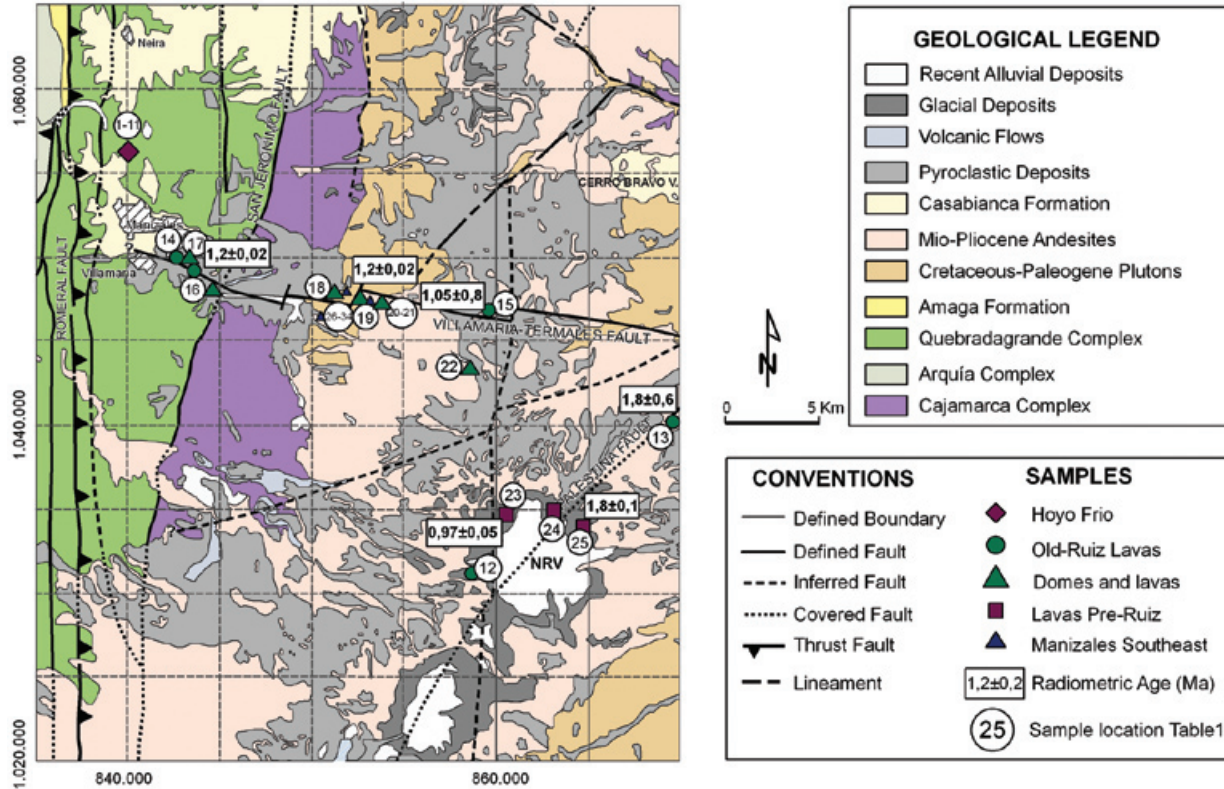 Neira
1.060.000
1-11
SAN JERONIMO FAULT
CERRO BRAVO V.
Manizales
14
17
1,2±0,02
Villamaria
ROMERAL FAULT
16
18
1,2±0,02
1,05±0,8
15
26-34
19
20-21
VILLAMARIA-TERMALES FAULT
22
1,8±0,6
1.040.000
13
PALESTINA FAULT
23
1,8±0,1
0,97±0,05
24
25
NRV
12
1.020.000
840.000
860.000
N
0
5 Km
GEOLOGICAL LEGEND
Recent Alluvial Deposits
Glacial Deposits
Volcanic Flows
Pyroclastic Deposits
Casabianca Formation
Mio-Pliocene Andesites
Cretaceous-Paleogene Plutons
Amaga Formation
Quebradagrande Complex
Arquía Complex
Cajamarca Complex
CONVENTIONS
Defined Boundary
Defined Fault
Inferred Fault
Covered Fault
Thrust Fault
Lineament
SAMPLES
Hoyo Frio
Old-Ruiz Lavas
Domes and lavas
Lavas Pre-Ruiz
Manizales Southeast
1,2±0,2 Radiometric Age (Ma)
25 Sample location Table1